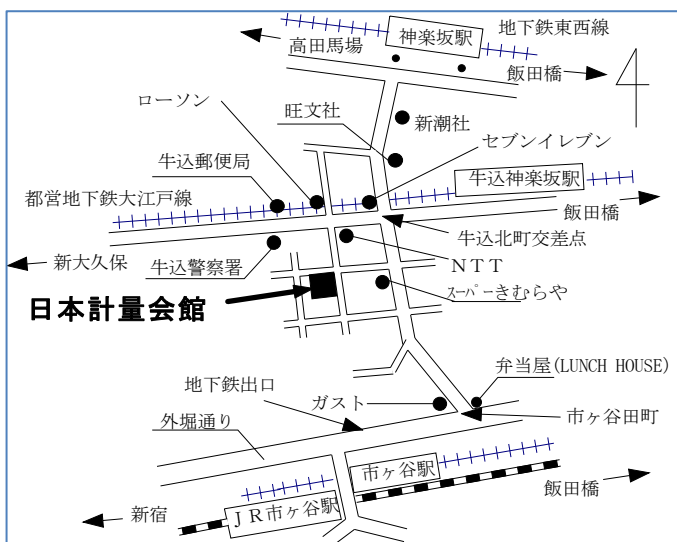 地下鉄東西線
神楽坂駅
高田馬場
飯田橋
ローソン
旺文社
新潮社
セブンイレブン
牛込郵便局
牛込神楽坂駅
都営地下鉄大江戸線
飯田橋
牛込北町交差点
新大久保
牛込警察署
NTT
スーパーきむらや
日本計量会館
弁当屋(LUNCH HOUSE)
地下鉄出口
ガスト
市ヶ谷田町
外堀通り
市ヶ谷駅
飯田橋
JR市ヶ谷駅
新宿